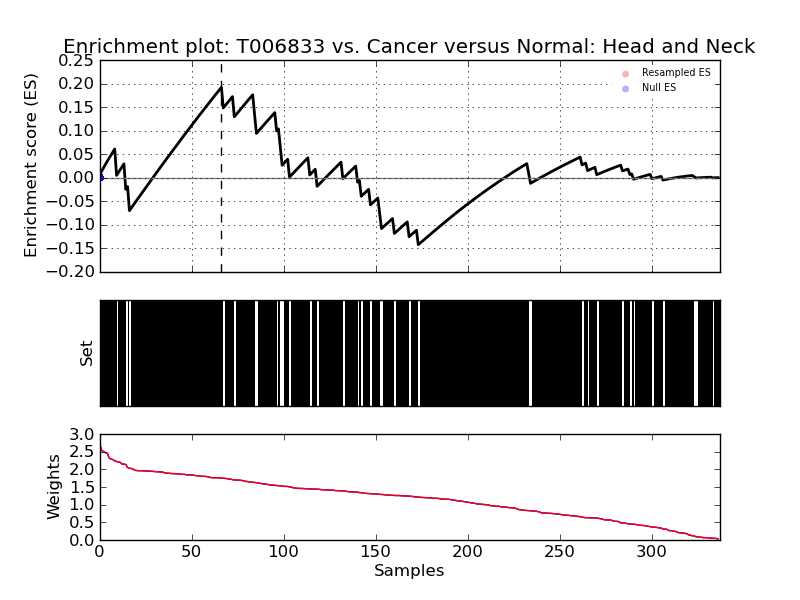 Enrichment plot: T006833 vs. Cancer versus Normal: Head and Neck
Enrichment score (ES)
0.25
0.20
0.15
0.10
0.05
0.00
−0.05
−0.10
−0.15
−0.20
Resampled ES
Null ES
Set
Weights
3.0
2.5
2.0
1.5
1.0
0.5
0.0
0 50 100 150 200 250 300
Samples